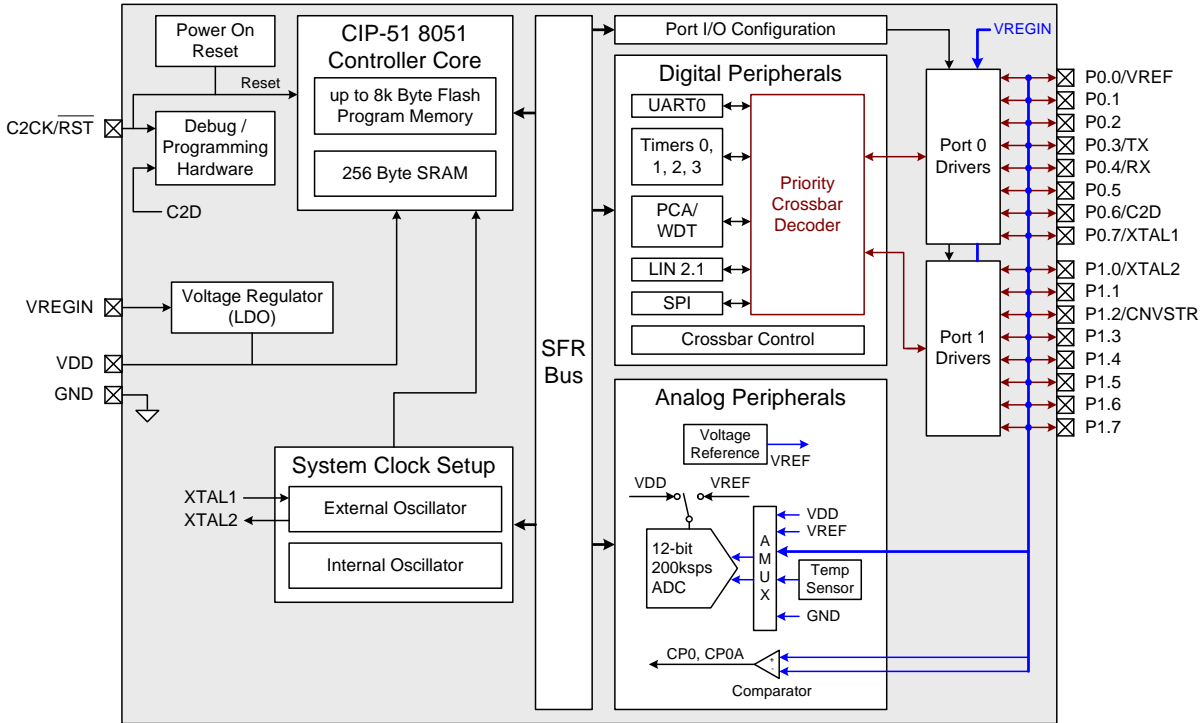 Power On
Reset
Reset
C2CK/RST
Debug /
Programming
Hardware
C2D
VREGIN
Voltage Regulator
(LDO)
VDD
GND
CIP-51 8051
Controller Core
up to 8k Byte Flash
Program Memory
256 Byte SRAM
System Clock Setup
XTAL1
XTAL2
External Oscillator
Internal Oscillator
SFR
Bus
Port I/O Configuration
Digital Peripherals
UART0
Timers 0,
1, 2, 3
PCA/
WDT
LIN 2.1
SPI
Priority
Crossbar
Decoder
Crossbar Control
Analog Peripherals
Voltage
Reference
VREF
VDD
VREF
12-bit
200ksps
ADC
A
M
U
X
VDD
VREF
Temp
Sensor
GND
CP0, CP0A
+
-
Comparator
VREGIN
Port 0
Drivers
Port 1
Drivers
P0.0/VREF
P0.1
P0.2
P0.3/TX
P0.4/RX
P0.5
P0.6/C2D
P0.7/XTAL1
P1.0/XTAL2
P1.1
P1.2/CNVSTR
P1.3
P1.4
P1.5
P1.6
P1.7